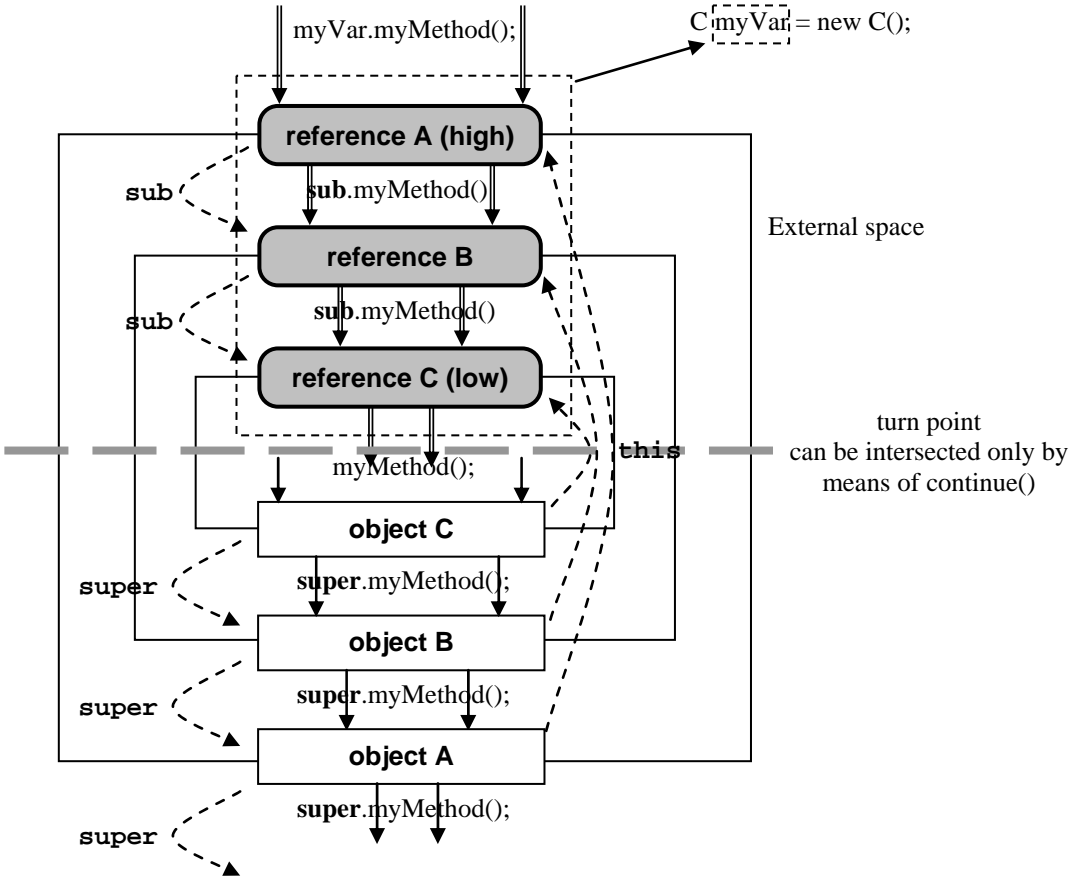 C myVar = new C();
myVar.myMethod();
reference A (high)
sub
sub.myMethod()
External space
reference B
sub
sub.myMethod()
reference C (low)
turn point
can be intersected only by
means of continue()
this
myMethod();
object C
super
super.myMethod();
object B
super
super.myMethod();
object A
super
super.myMethod();